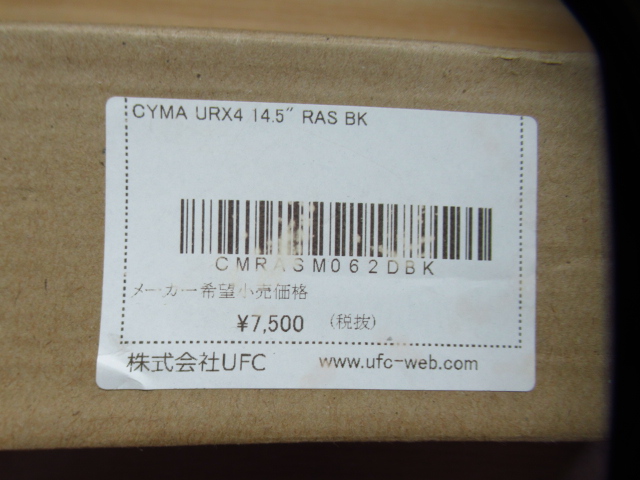 CYMA URX4 14.5" RAS BK
CMRASM062DBK
メーカー希望小売価格
¥7,500 (税抜)
株式会社UFC www.ufc-web.com